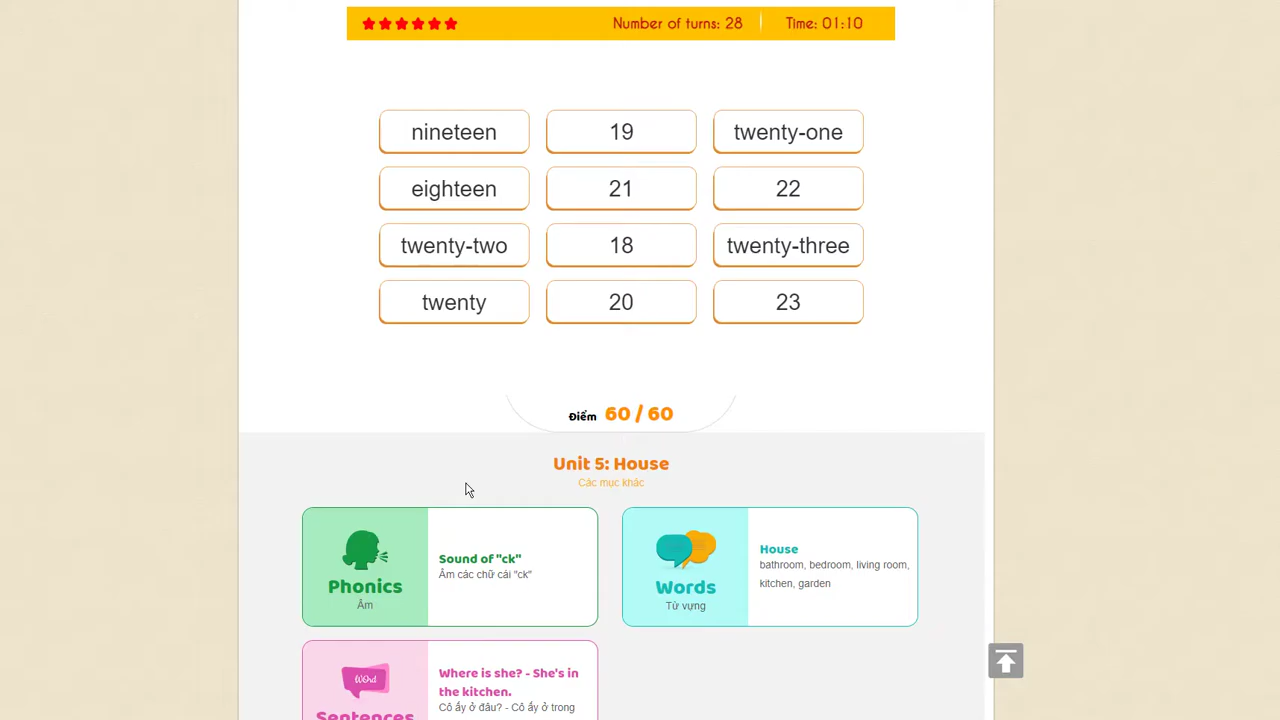 Number of turns: 28
Time: 01:10
nineteen 19 twenty-one
eighteen 21 22
twenty-two 18 twenty-three
twenty 20 23
Điểm 60 / 60
Unit 5: House
Các mục khác
Phonics
Âm
Sound of "ck"
Âm các chữ cái "ck"
Words
Từ vựng
House
bathroom, bedroom, living room,
kitchen, garden
Word
Sentences
Where is she? - She's in
the kitchen.
Cô ấy ở đâu? - Cô ấy ở trong